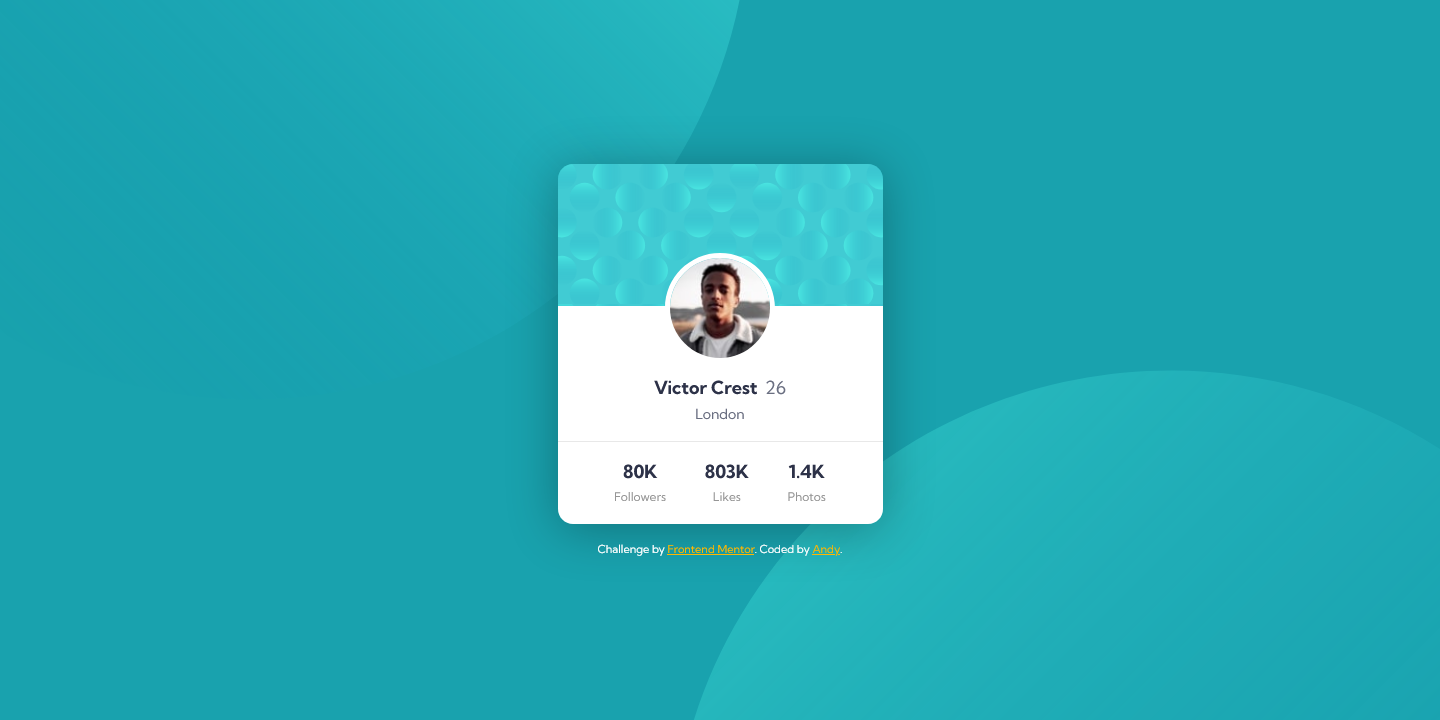 Victor Crest 26
London
80K 803K 1.4K
Followers Likes Photos
Challenge by Frontend Mentor. Coded by Andy.